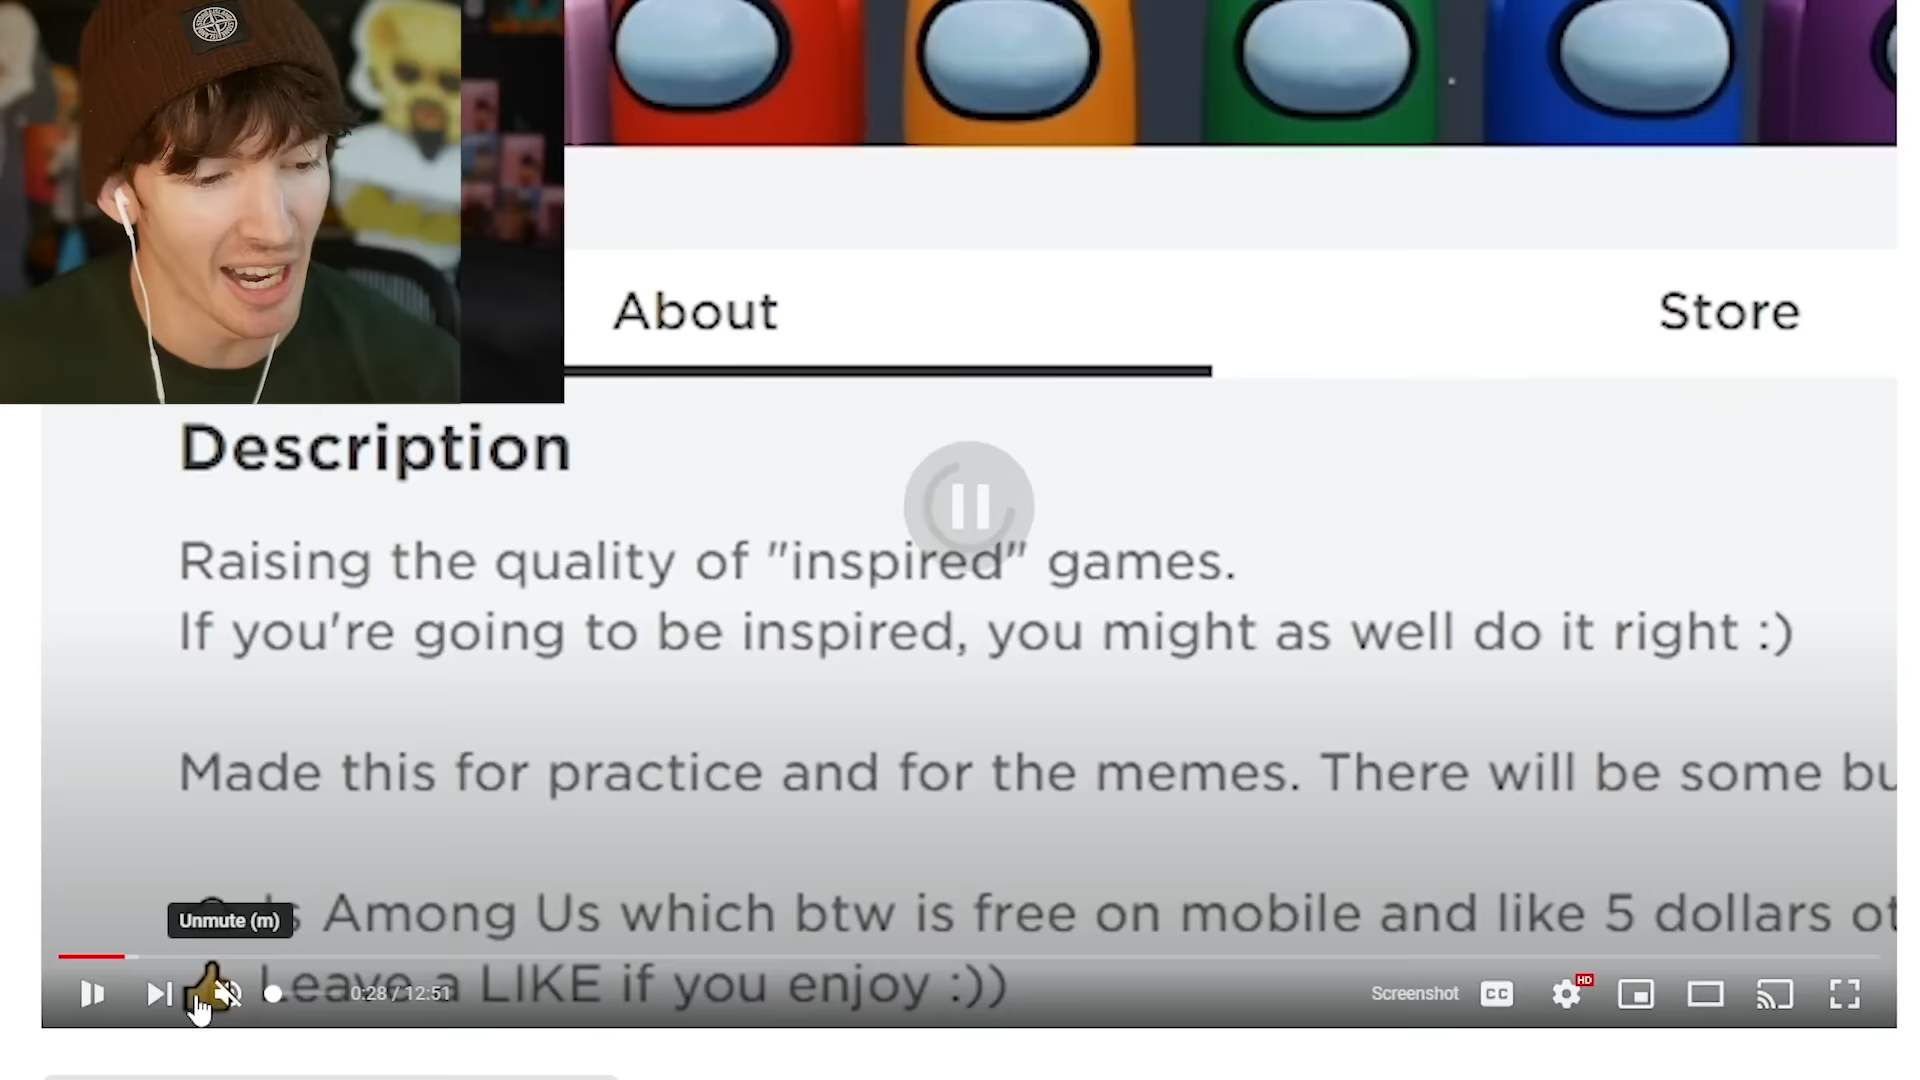 About
Store
Description
Raising the quality of "inspired" games.
If you're going to be inspired, you might as well do it right :)
Made this for practice and for the memes. There will be some bu
Among Us which btw is free on mobile and like 5 dollars ot
Unmute (m)
Leave a LIKE if you enjoy :))
0:28 / 12:51
Screenshot
CC
HD